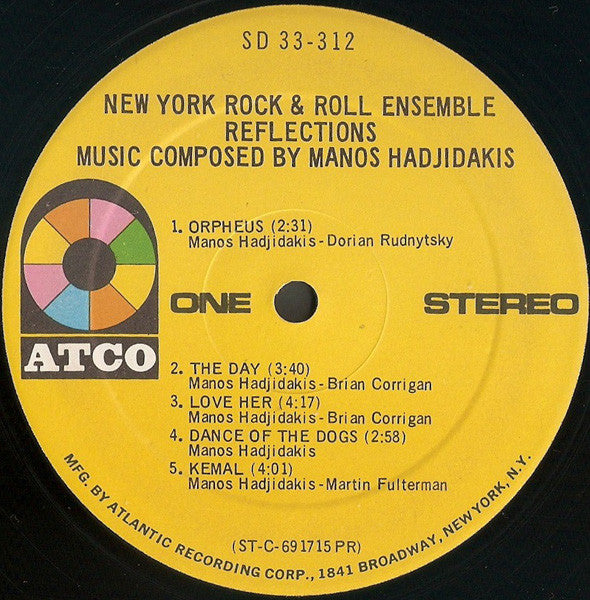 SD 33-312
NEW YORK ROCK & ROLL ENSEMBLE
REFLECTIONS
MUSIC COMPOSED BY MANOS HADJIDAKIS
1. ORPHEUS (2:31)
Manos Hadjidakis-Dorian Rudnytsky
ONE
STEREO
ATCO
2. THE DAY (3:40)
Manos Hadjidakis-Brian Corrigan
3. LOVE HER (4:17)
Manos Hadjidakis-Brian Corrigan
4. DANCE OF THE DOGS (2:58)
Manos Hadjidakis
5. KEMAL (4:01)
Manos Hadjidakis-Martin Fulterman
(ST-C-691715 PR)
MFG. BY ATLANTIC RECORDING CORP., 1841 BROADWAY, NEW YORK, N.Y.